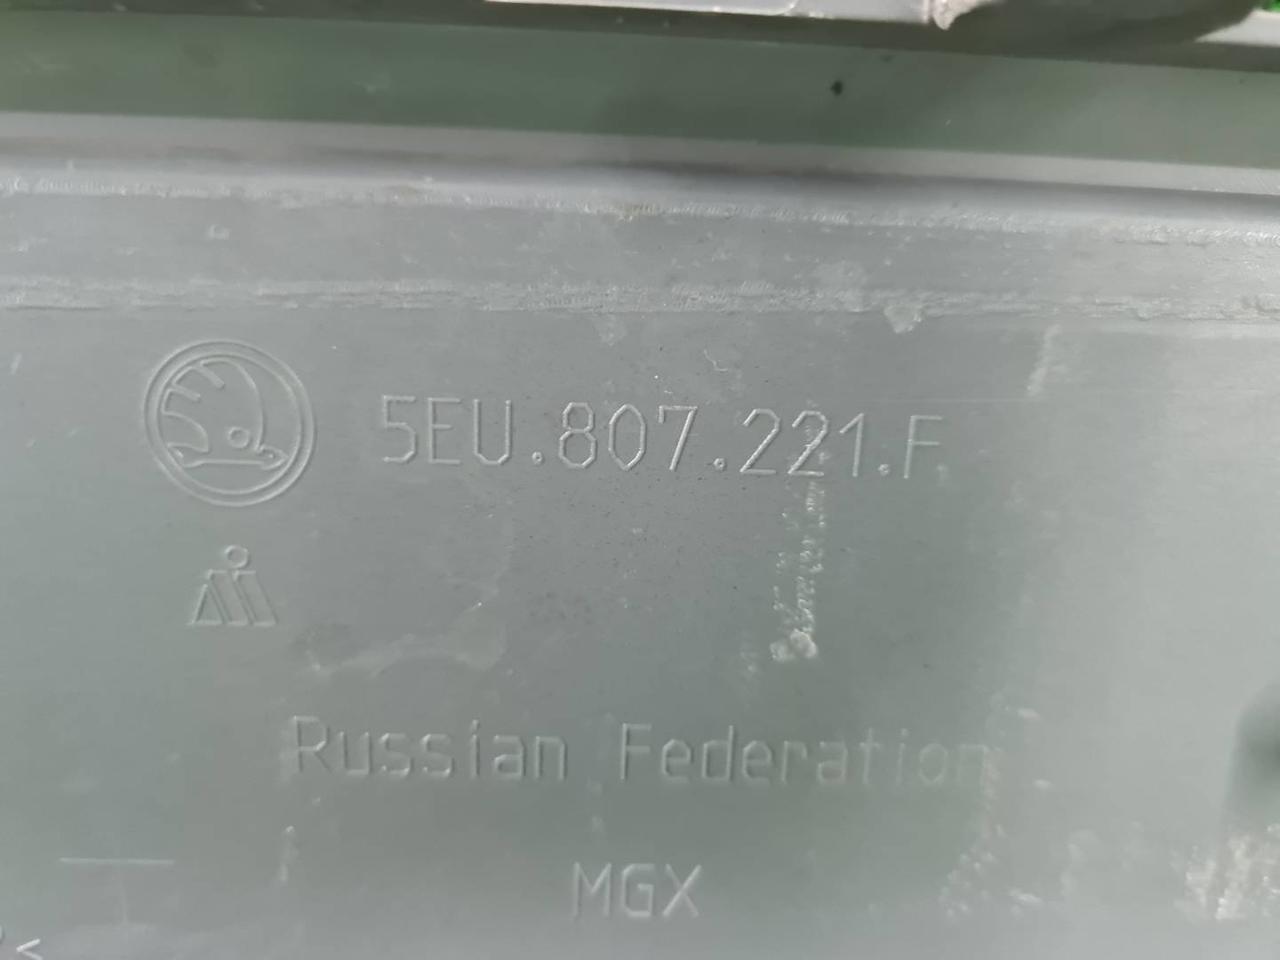 5EU.807.221.F
Russian Federation
MGX